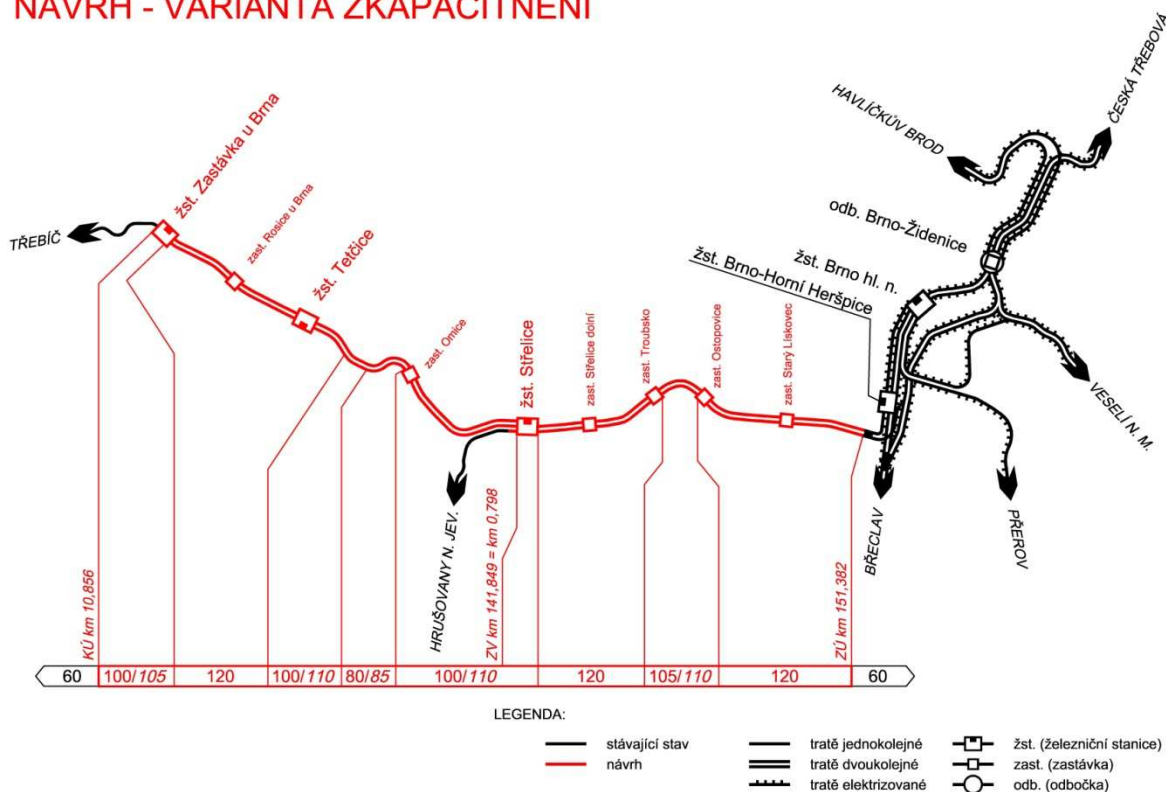 NÁVRH - VARIANTA ZKAPACITNĚNÍ
ČESKÁ TŘEBOVÁ
HAVLÍČKŮV BROD
odb. Brno-Židenice
žst. Brno hl. n.
žst. Brno-Horní Heršpice
TŘEBÍČ
žst. Zastávka u Brna
zast. Rosice u Brna
žst. Tetčice
zast. Omice
žst. Střelice
zast. Střelice dolní
zast. Troubsko
zast. Ostopovice
zast. Starý Lískovec
VESELÍ N. M.
PŘEROV
BŘECLAV
HRUŠOVANY N. JEV.
KÚ km 10,856
ZV km 141,849 = km 0,798
ZÚ km 151,382
60 100/105 120 100/110 80/85 100/110 120 105/110 120 60
LEGENDA:
stávající stav tratě jednokolejné žst. (železniční stanice)
návrh tratě dvoukolejné zast. (zastávka)
tratě elektrizované odb. (odbočka)